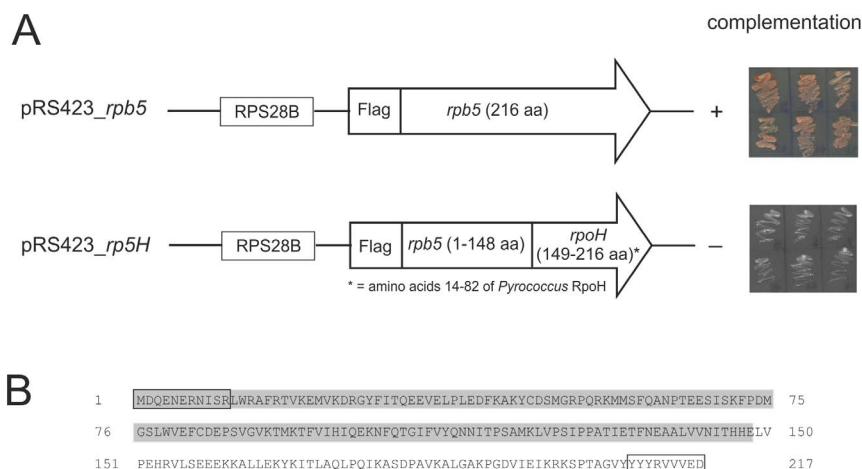 A
complementation
pRS423_rpb5
RPS28B
Flag
rpb5 (216 aa)
+
pRS423_rp5H
RPS28B
Flag
rpb5 (1-148 aa)
rpoH
(149-216 aa)*
–
* = amino acids 14-82 of Pyrococcus RpoH
B
1 MDQENERNISRLWRAFRTVKEMVKDRGYFITQEEVELPLEDFKAKYCDSMGRPQRKMMSFQANPTEESISKFPDM 75
76 GSLWVEFCDEPSVGVKTMKTFVIHIQEKNFQTGIFVYQNNITPSAMKLVPSIPPATIETFNEAALVVNITHHELV 150
151 PEHRVLSEEEKKALLEKYKITLAQLPQIKASDPAVKALGAKPGDVIEIKRKSPTAGVYYYYRVVVED 217